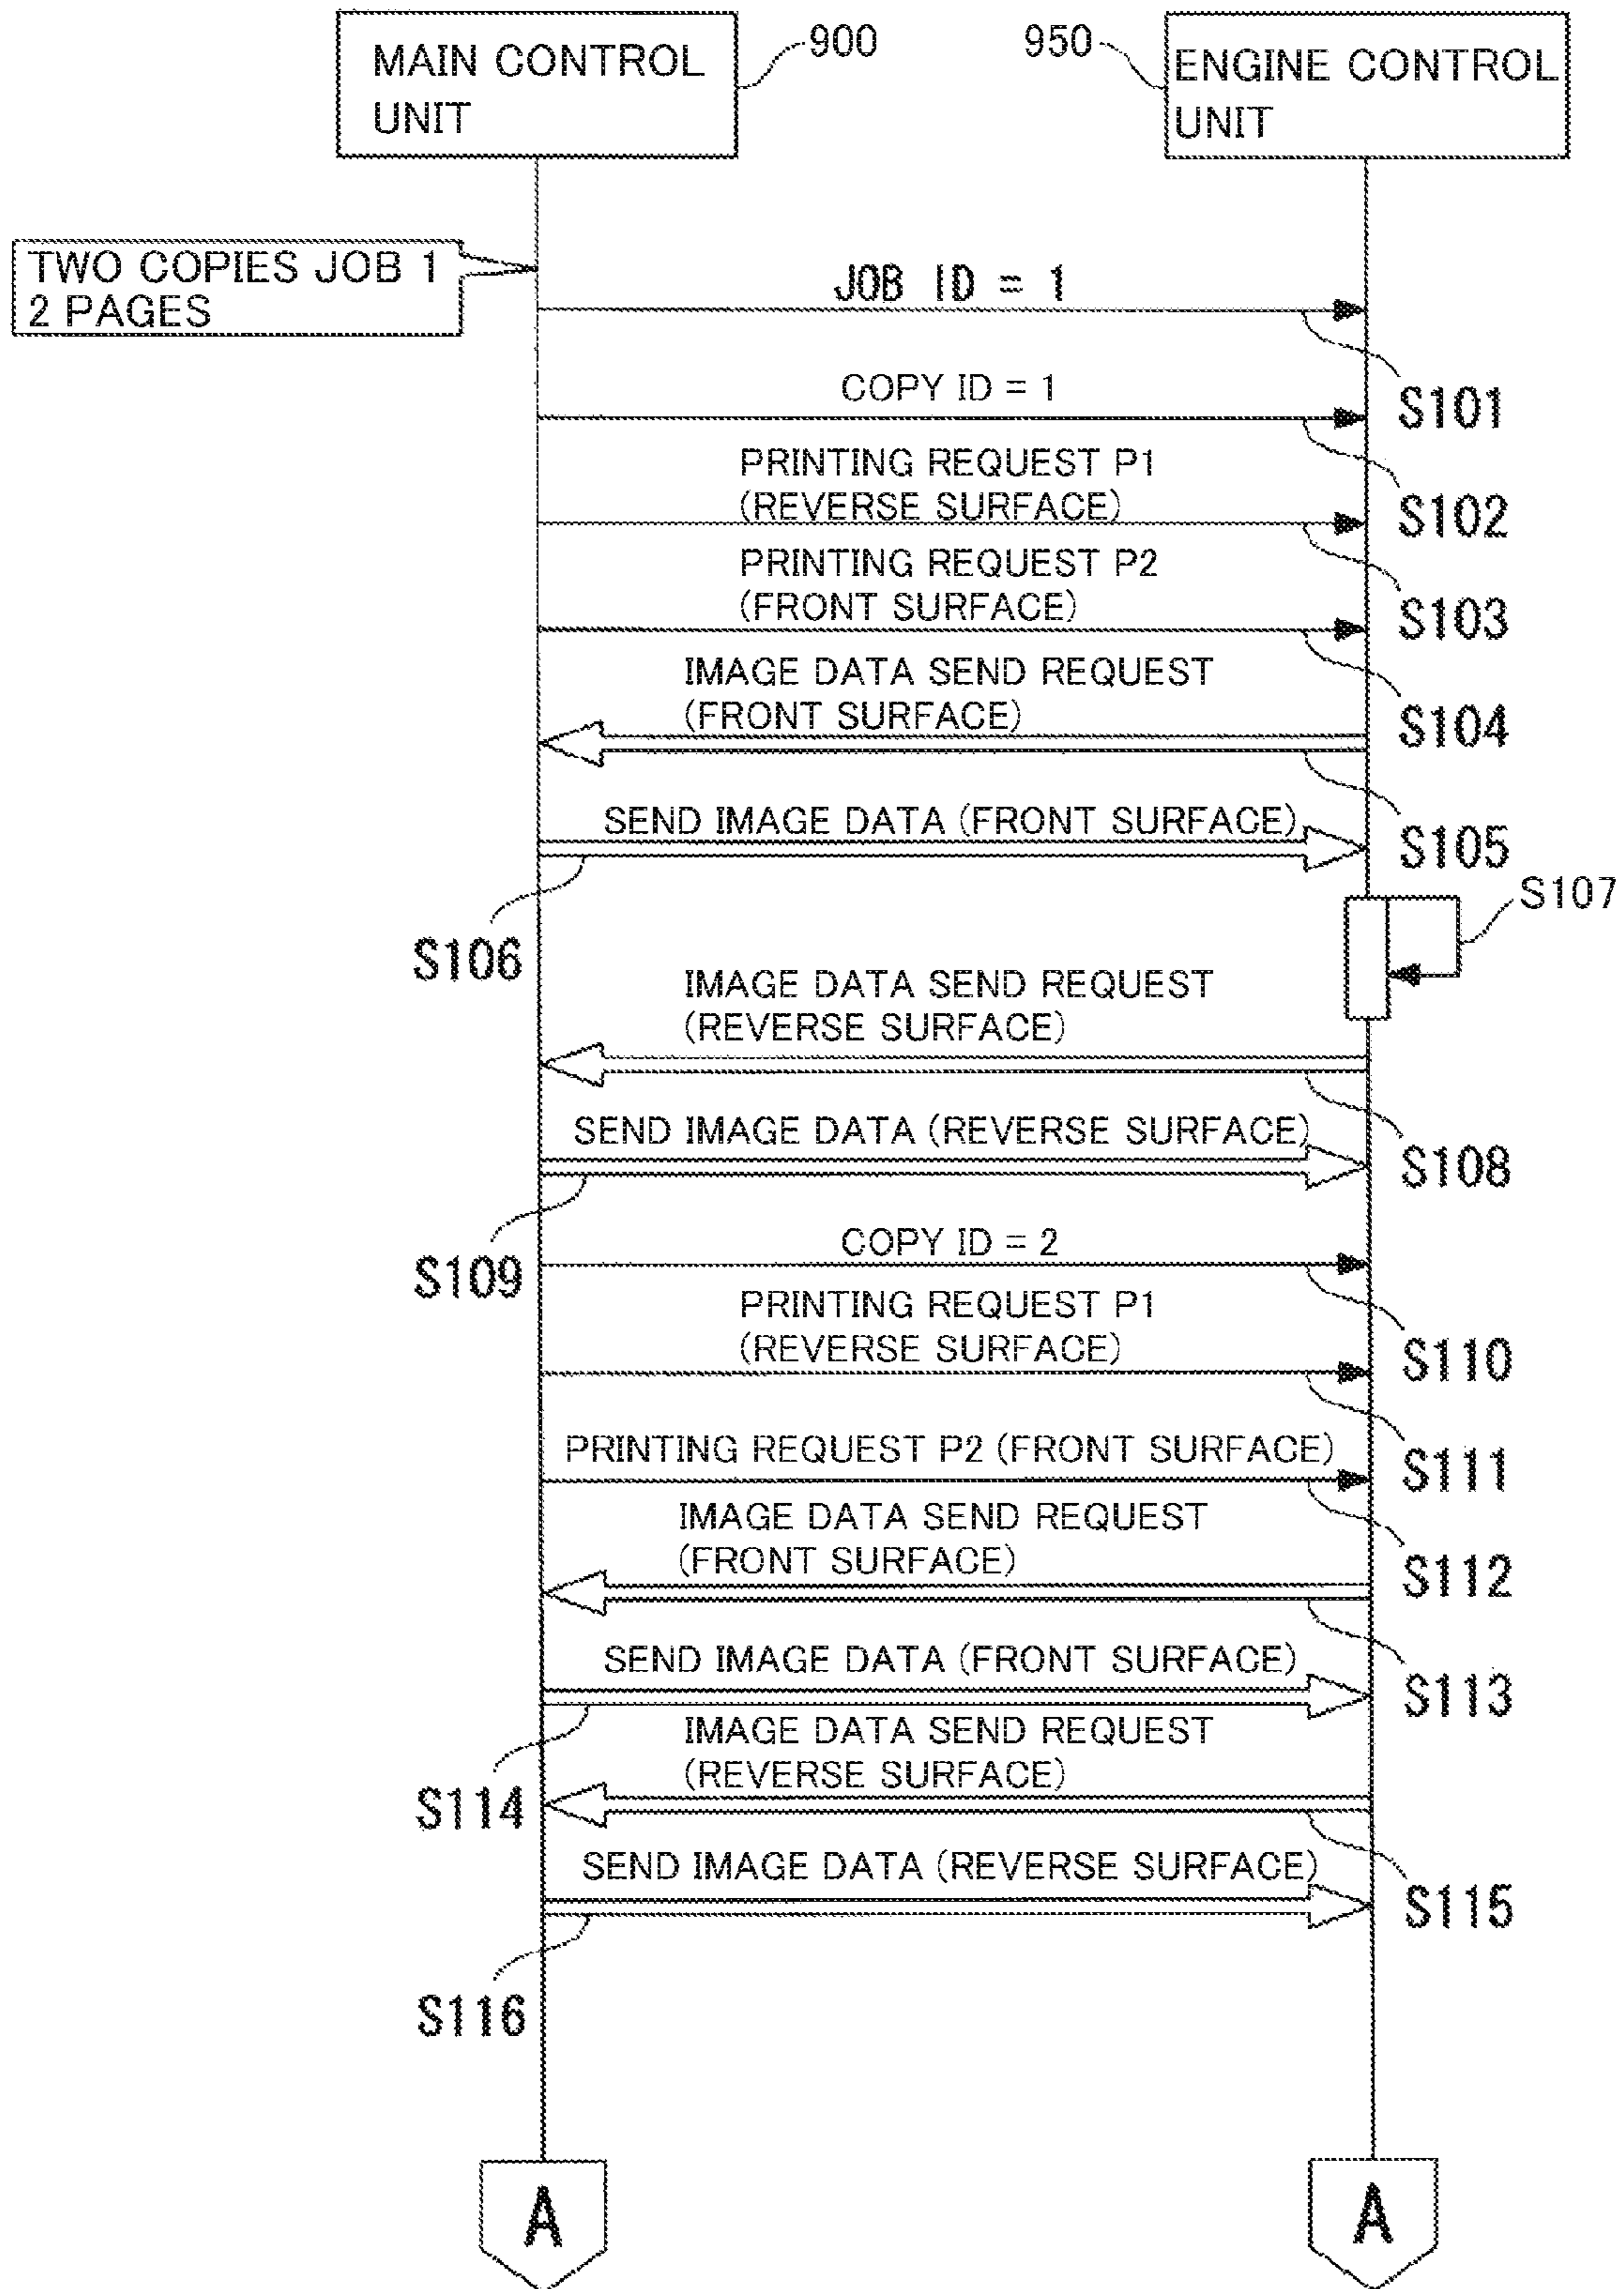 MAIN CONTROL
UNIT
900
950
ENGINE CONTROL
UNIT
TWO COPIES JOB 1
2 PAGES
JOB ID = 1
S101
COPY ID = 1
S102
PRINTING REQUEST P1
(REVERSE SURFACE)
S103
PRINTING REQUEST P2
(FRONT SURFACE)
S104
IMAGE DATA SEND REQUEST
(FRONT SURFACE)
S105
SEND IMAGE DATA (FRONT SURFACE)
S106
S107
IMAGE DATA SEND REQUEST
(REVERSE SURFACE)
S108
SEND IMAGE DATA (REVERSE SURFACE)
S109
COPY ID = 2
S110
PRINTING REQUEST P1
(REVERSE SURFACE)
S111
PRINTING REQUEST P2 (FRONT SURFACE)
S112
IMAGE DATA SEND REQUEST
(FRONT SURFACE)
S113
SEND IMAGE DATA (FRONT SURFACE)
S114
IMAGE DATA SEND REQUEST
(REVERSE SURFACE)
S115
SEND IMAGE DATA (REVERSE SURFACE)
S116
A
A